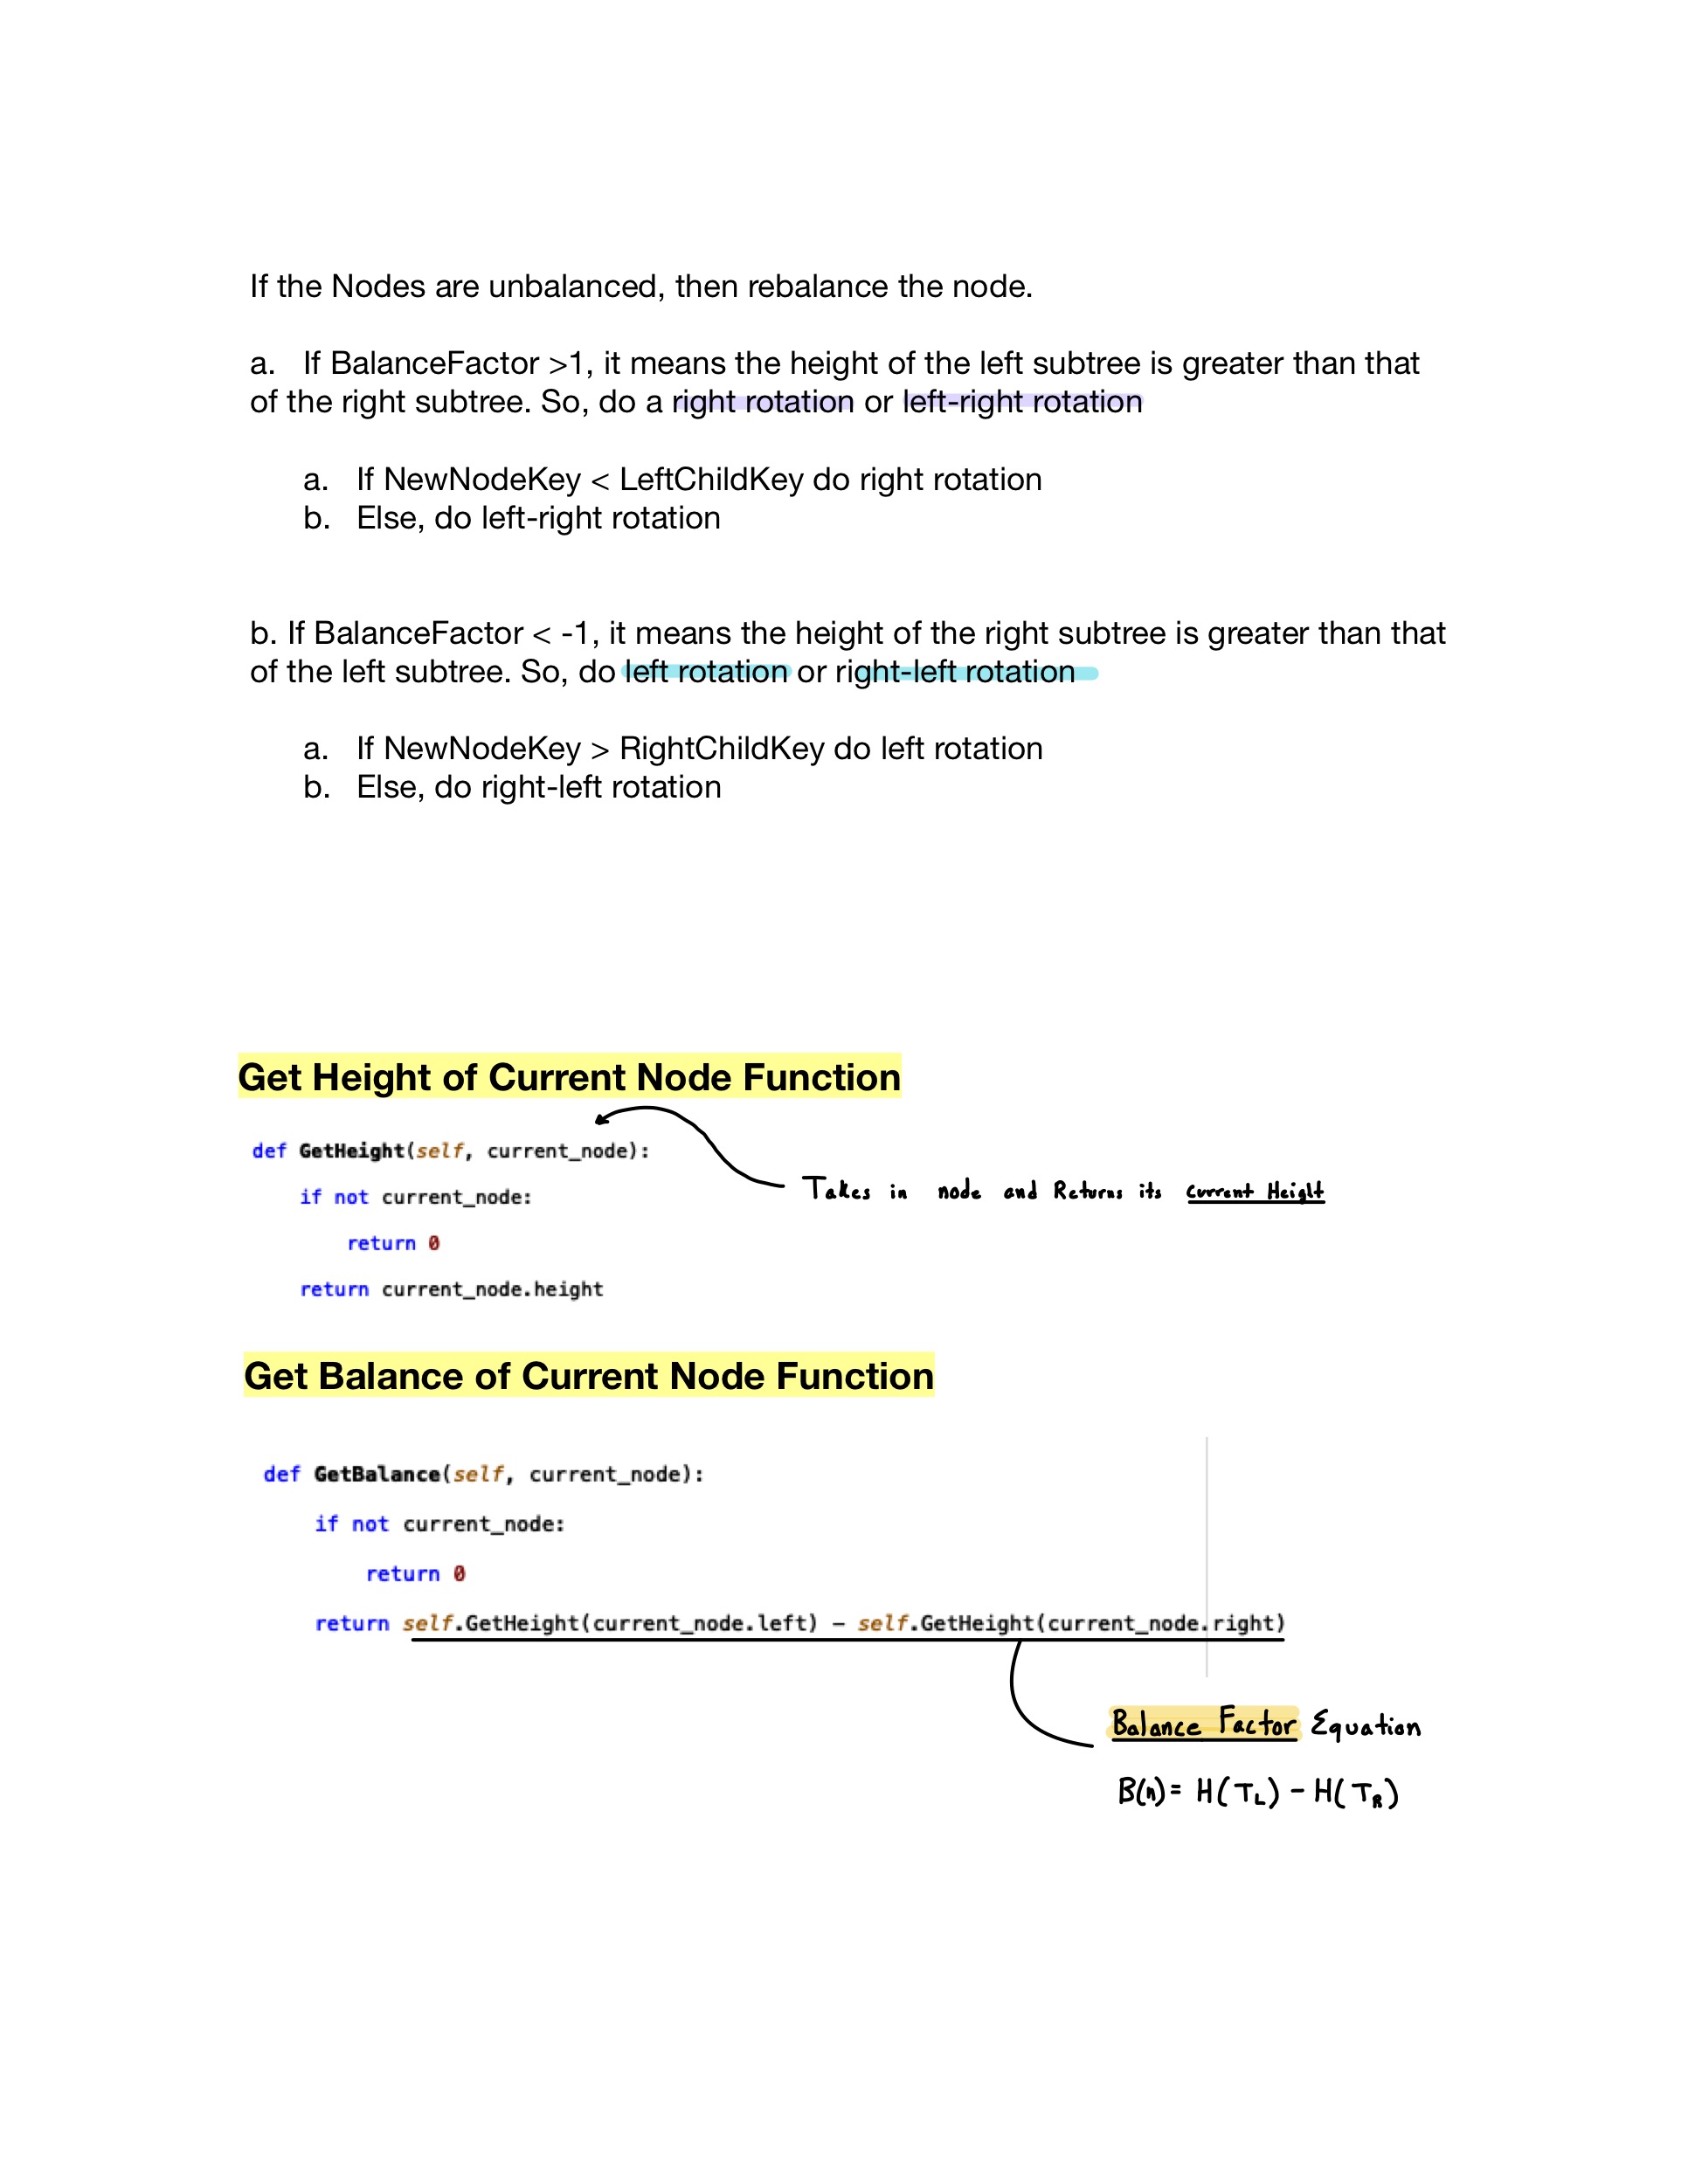 If the Nodes are unbalanced, then rebalance the node.
a. If BalanceFactor >1, it means the height of the left subtree is greater than that
of the right subtree. So, do a right rotation or left-right rotation
a. If NewNodeKey < LeftChildKey do right rotation
b. Else, do left-right rotation
b. If BalanceFactor < -1, it means the height of the right subtree is greater than that
of the left subtree. So, do left rotation or right-left rotation
a. If NewNodeKey > RightChildKey do left rotation
b. Else, do right-left rotation
Get Height of Current Node Function
def GetHeight(self, current_node):
if not current_node:
Takes in node and Returns its Current Height
return 0
return current_node.height
Get Balance of Current Node Function
def GetBalance(self, current_node):
if not current_node:
return 0
return self.GetHeight(current_node.left) – self.GetHeight(current_node.right)
Balance Factor Equation
B(n) = H(T_L) - H(T_R)